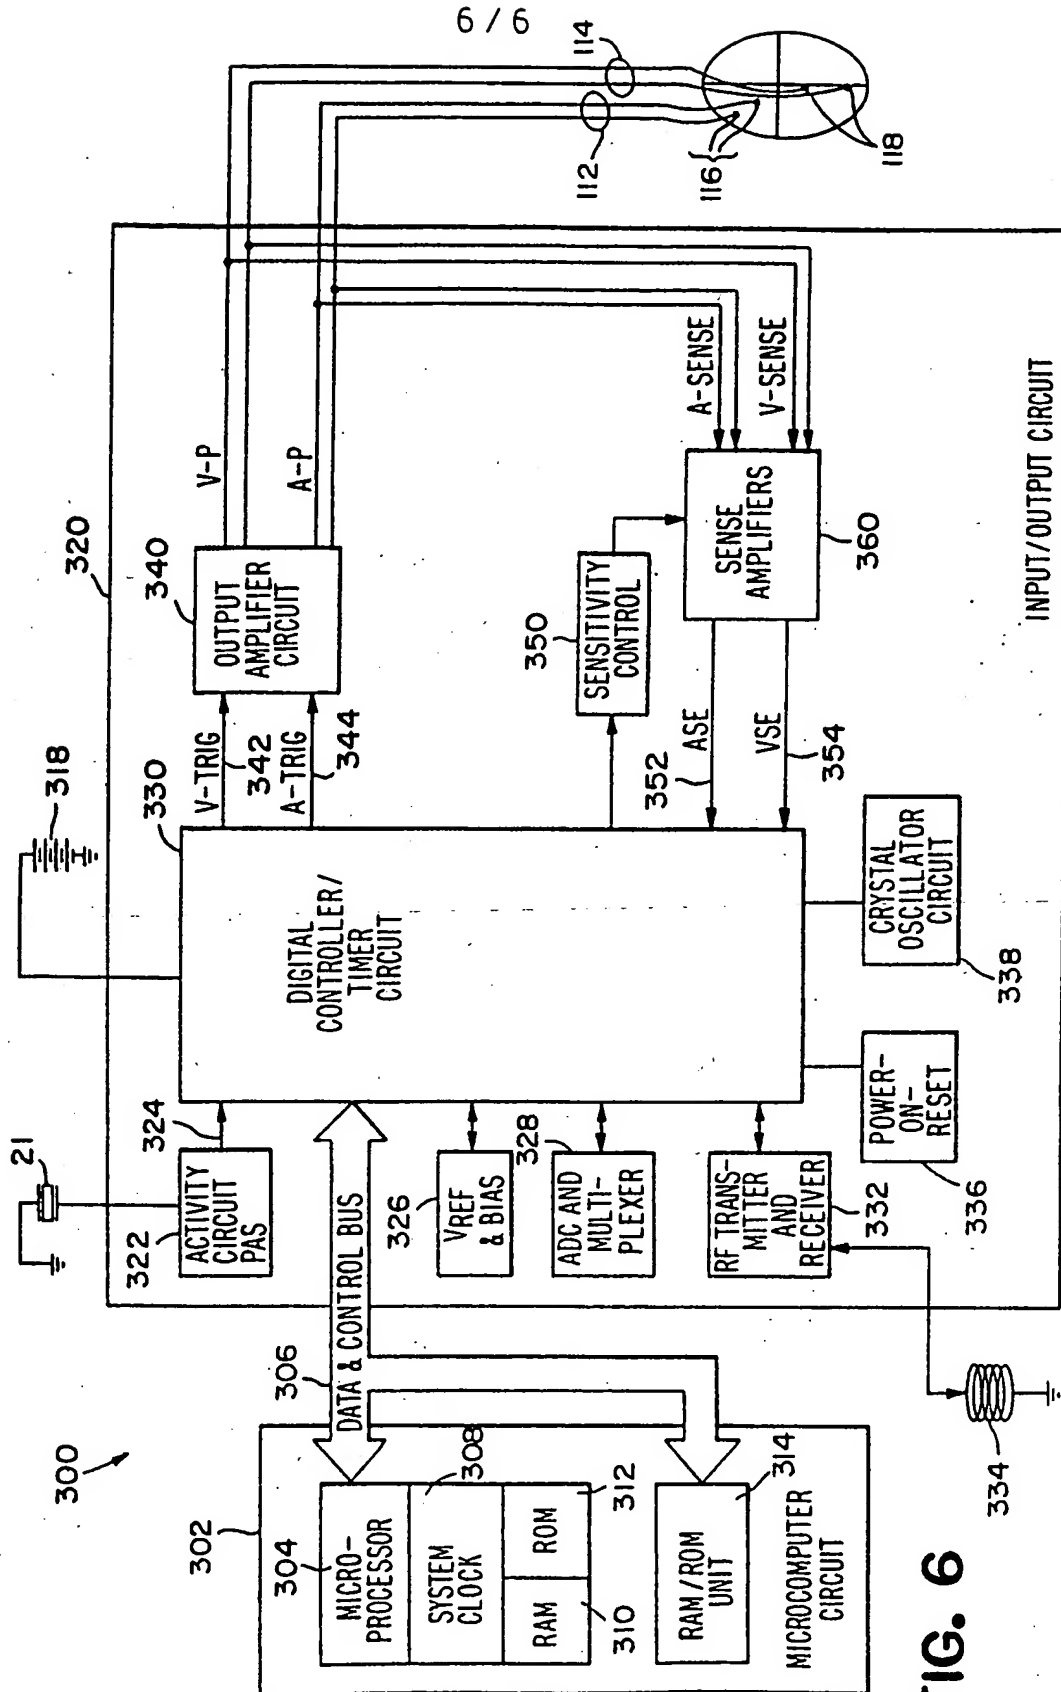 6/6
114
112
116
118
320
340
V-P
A-P
OUTPUT
AMPLIFIER
CIRCUIT
V-TRIG
342
A-TRIG
344
318
330
A-SENSE
V-SENSE
SENSE
AMPLIFIERS
360
350
SENSITIVITY
CONTROL
352
ASE
VSE
354
INPUT/OUTPUT CIRCUIT
DIGITAL
CONTROLLER/
TIMER
CIRCUIT
CRYSTAL
OSCILLATOR
CIRCUIT
338
POWER-
ON-
RESET
336
21
324
322
ACTIVITY
CIRCUIT
PAS
326
VREF
& BIAS
328
ADC AND
MULTI-
PLEXER
RF TRANS-
MITTER
AND
RECEIVER
332
334
306
DATA & CONTROL BUS
300
302
304
MICRO-
PROCESSOR
308
SYSTEM
CLOCK
RAM
ROM
310
312
314
RAM/ROM
UNIT
MICROCOMPUTER
CIRCUIT
FIG. 6